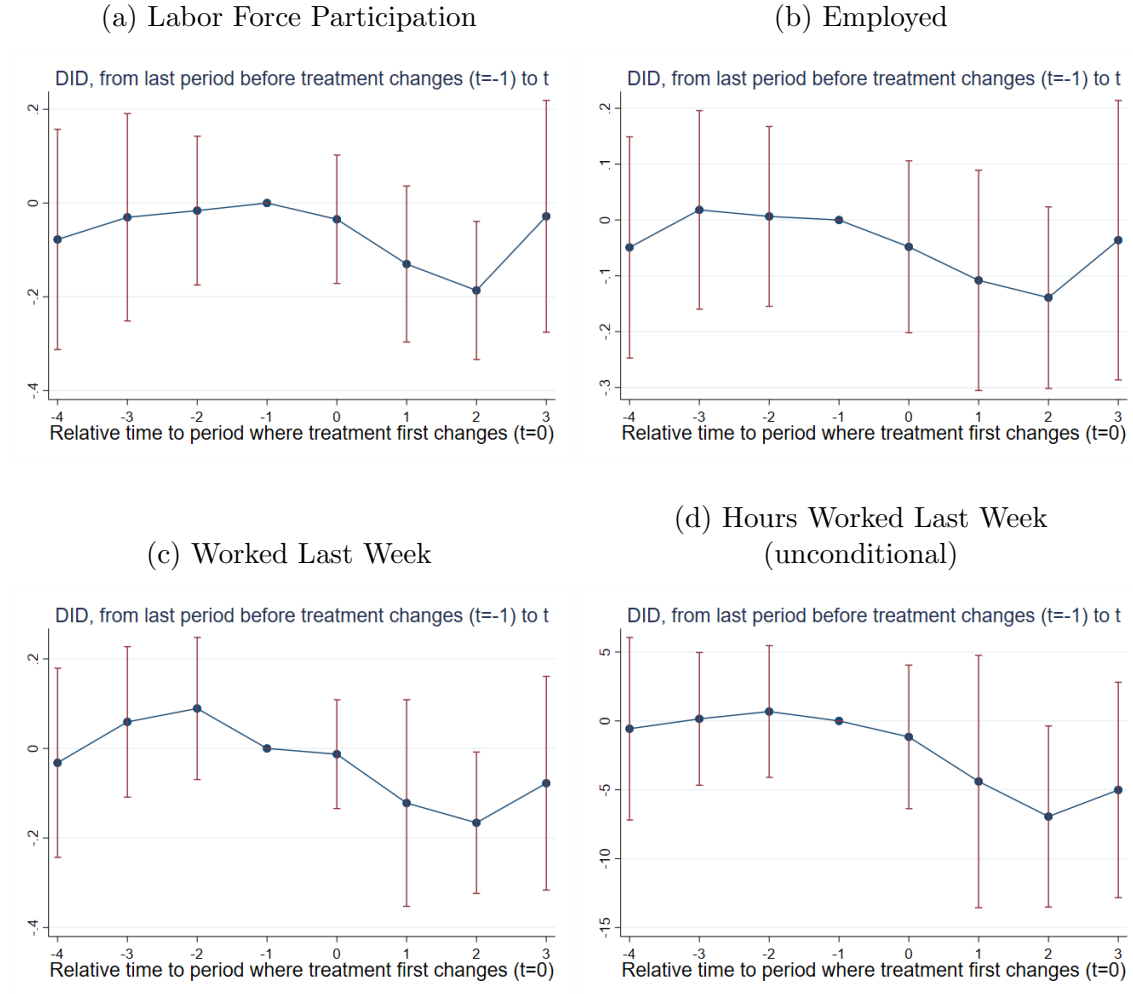 (a) Labor Force Participation
DID, from last period before treatment changes (t=-1) to t
.2
0
-.2
-.4
-4 -3 -2 -1 0 1 2 3
Relative time to period where treatment first changes (t=0)
(b) Employed
DID, from last period before treatment changes (t=-1) to t
.2
.1
0
-.1
-.2
-.3
-4 -3 -2 -1 0 1 2 3
Relative time to period where treatment first changes (t=0)
(c) Worked Last Week
DID, from last period before treatment changes (t=-1) to t
.2
0
-.2
-.4
-4 -3 -2 -1 0 1 2 3
Relative time to period where treatment first changes (t=0)
(d) Hours Worked Last Week
(unconditional)
DID, from last period before treatment changes (t=-1) to t
5
0
-5
-10
-15
-4 -3 -2 -1 0 1 2 3
Relative time to period where treatment first changes (t=0)